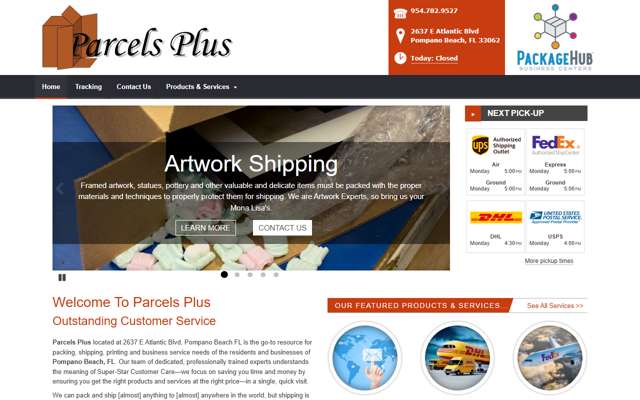 Parcels Plus
954.782.9527
2637 E Atlantic Blvd
Pompano Beach, FL 33062
Today: Closed
PACKAGEHUB
BUSINESS CENTERS
Home Tracking Contact Us Products & Services
Artwork Shipping
Framed artwork, statues, pottery and other valuable and delicate items must be packed with the proper
materials and techniques to properly protect them for shipping. We are Artwork Experts, so bring us your
Mona Lisa's.
LEARN MORE CONTACT US
NEXT PICK-UP
ups Authorized
Shipping
Outlet
FedEx
Authorized ShipCenter
Air
Monday 5:00 PM
Ground
Monday 5:00 PM
Express
Monday 3:00 PM
Ground
Monday 5:00 PM
DHL
UNITED STATES
POSTAL SERVICE
Approved Postal Provider
DHL
Monday 4:30 PM
USPS
Monday 4:00 PM
More pickup times
Welcome To Parcels Plus
Outstanding Customer Service
Parcels Plus located at 2637 E Atlantic Blvd, Pompano Beach FL is the go-to resource for
packing, shipping, printing and business service needs of the residents and businesses of
Pompano Beach, FL. Our team of dedicated, professionally trained experts understands
the meaning of Super-Star Customer Care—we focus on saving you time and money by
ensuring you get the right products and services at the right price—in a single, quick visit.
We can pack and ship [almost] anything to [almost] anywhere in the world, but shipping is
OUR FEATURED PRODUCTS & SERVICES:
See All Services >>
DHL
FedEx